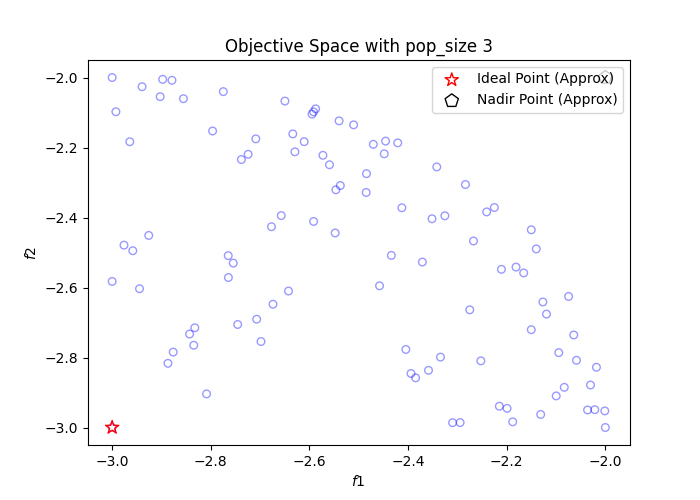 Objective Space with pop_size 3
Ideal Point (Approx)
Nadir Point (Approx)
f2
−2.0
−2.2
−2.4
−2.6
−2.8
−3.0
−3.0
−2.8
−2.6
−2.4
−2.2
−2.0
f1